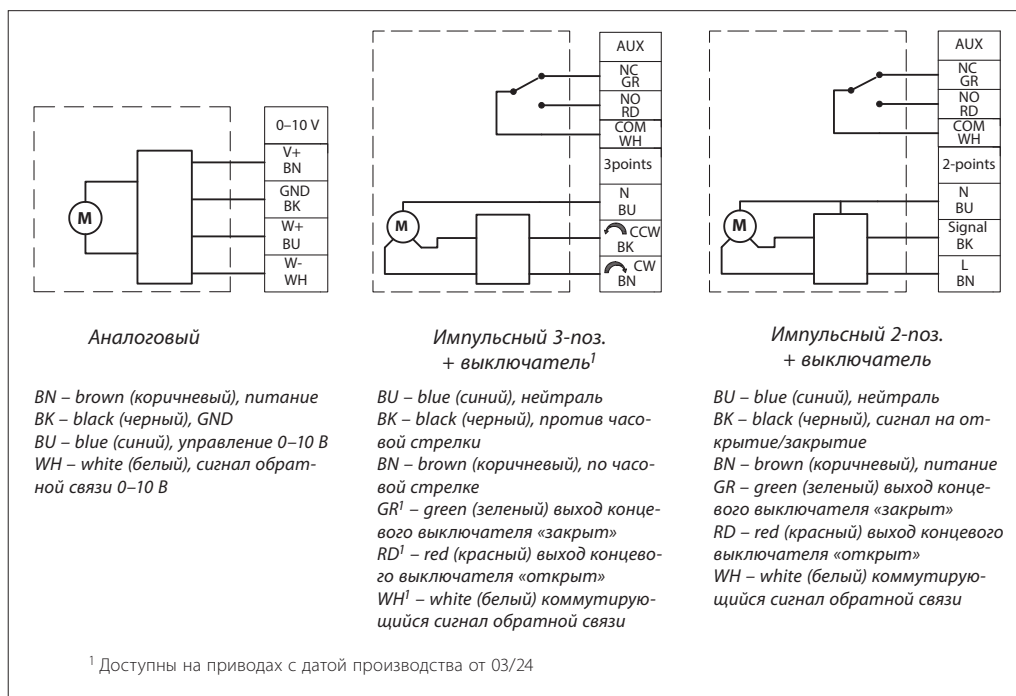 0–10 V
V+
BN
GND
BK
W+
BU
W-
WH
M
Аналоговый
BN – brown (коричневый), питание
BK – black (черный), GND
BU – blue (синий), управление 0–10 В
WH – white (белый), сигнал обрат-
ной связи 0–10 В
AUX
NC
GR
NO
RD
COM
WH
3points
N
BU
CCW
BK
CW
BN
M
Импульсный 3-поз.
+ выключатель1
BU – blue (синий), нейтраль
BK – black (черный), против часо-
вой стрелки
BN – brown (коричневый), по часо-
вой стрелке
GR1 – green (зеленый) выход конце-
вого выключателя «закрыт»
RD1 – red (красный) выход концево-
го выключателя «открыт»
WH1 – white (белый) коммутирую-
щийся сигнал обратной связи
AUX
NC
GR
NO
RD
COM
WH
2-points
N
BU
Signal
BK
L
BN
M
Импульсный 2-поз.
+ выключатель
BU – blue (синий), нейтраль
BK – black (черный), сигнал на от-
крытие/закрытие
BN – brown (коричневый), питание
GR – green (зеленый) выход конце-
вого выключателя «закрыт»
RD – red (красный) выход концевого
выключателя «открыт»
WH – white (белый) коммутирую-
щийся сигнал обратной связи
1 Доступны на приводах с датой производства от 03/24